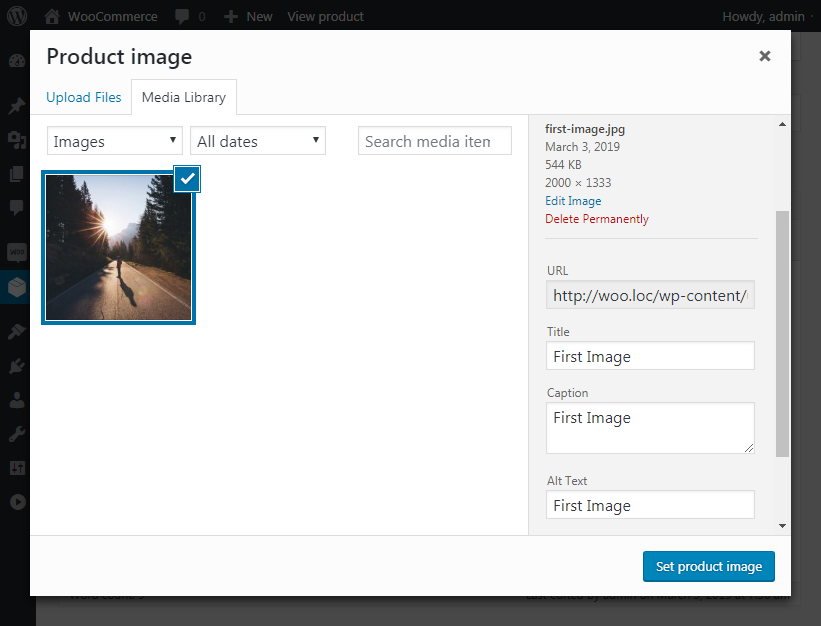 WooCommerce 0 New View product Howdy, admin
Product image
Upload Files Media Library
Images All dates Search media iten
first-image.jpg
March 3, 2019
544 KB
2000 × 1333
Edit Image
Delete Permanently
URL
http://woo.loc/wp-content/
Title
First Image
Caption
First Image
Alt Text
First Image
Set product image